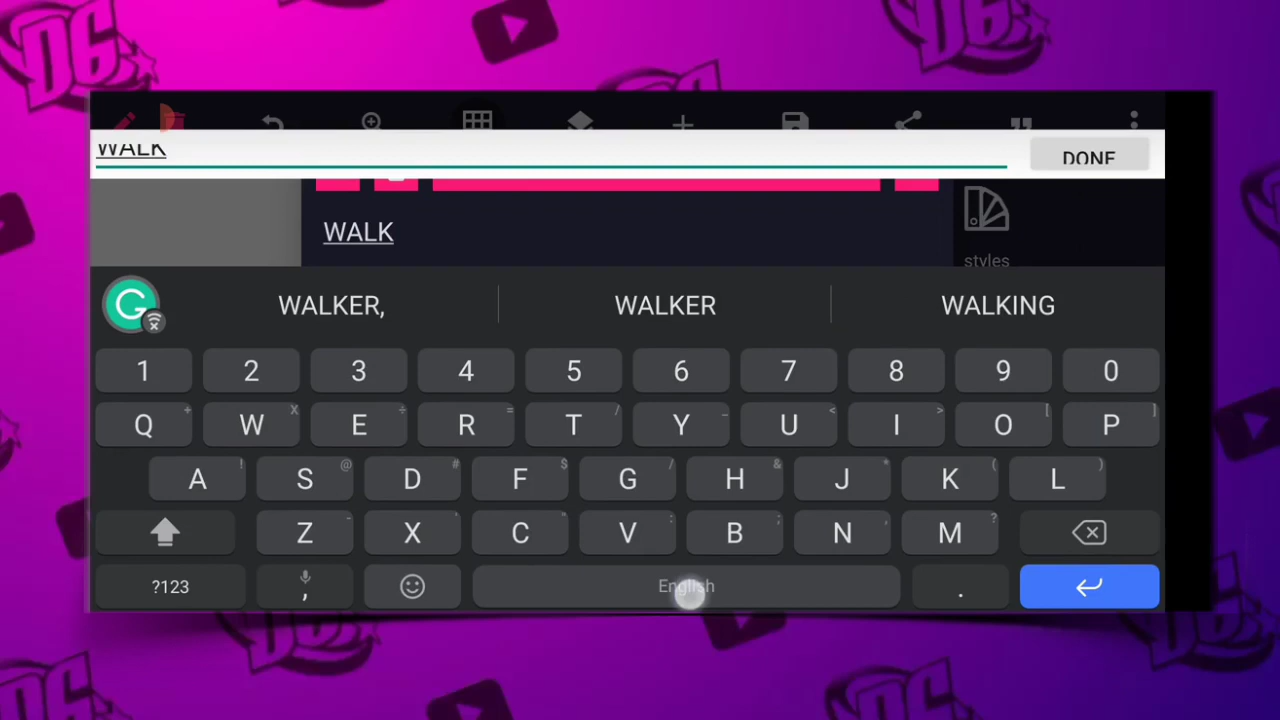 D6
WALK
DONE
WALK
styles
WALKER, WALKER WALKING
1 2 3 4 5 6 7 8 9 0
Q + W X E ÷ R = T / Y _ U < I > O [ P ]
A ! S @ D # F $ G / H & J * K ( L )
Z - X ' C " V : B ; N , M ?
?123 , English .